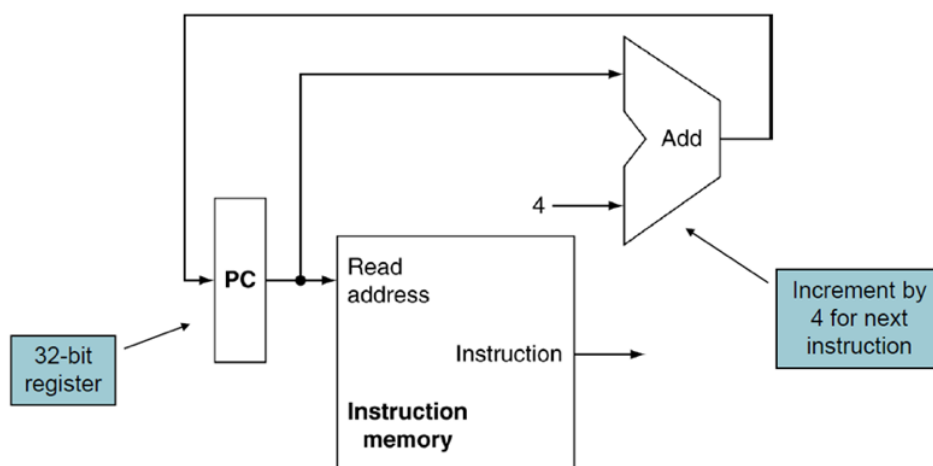 Add
4
PC
Read
address
Instruction
Instruction
memory
32-bit
register
Increment by
4 for next
instruction